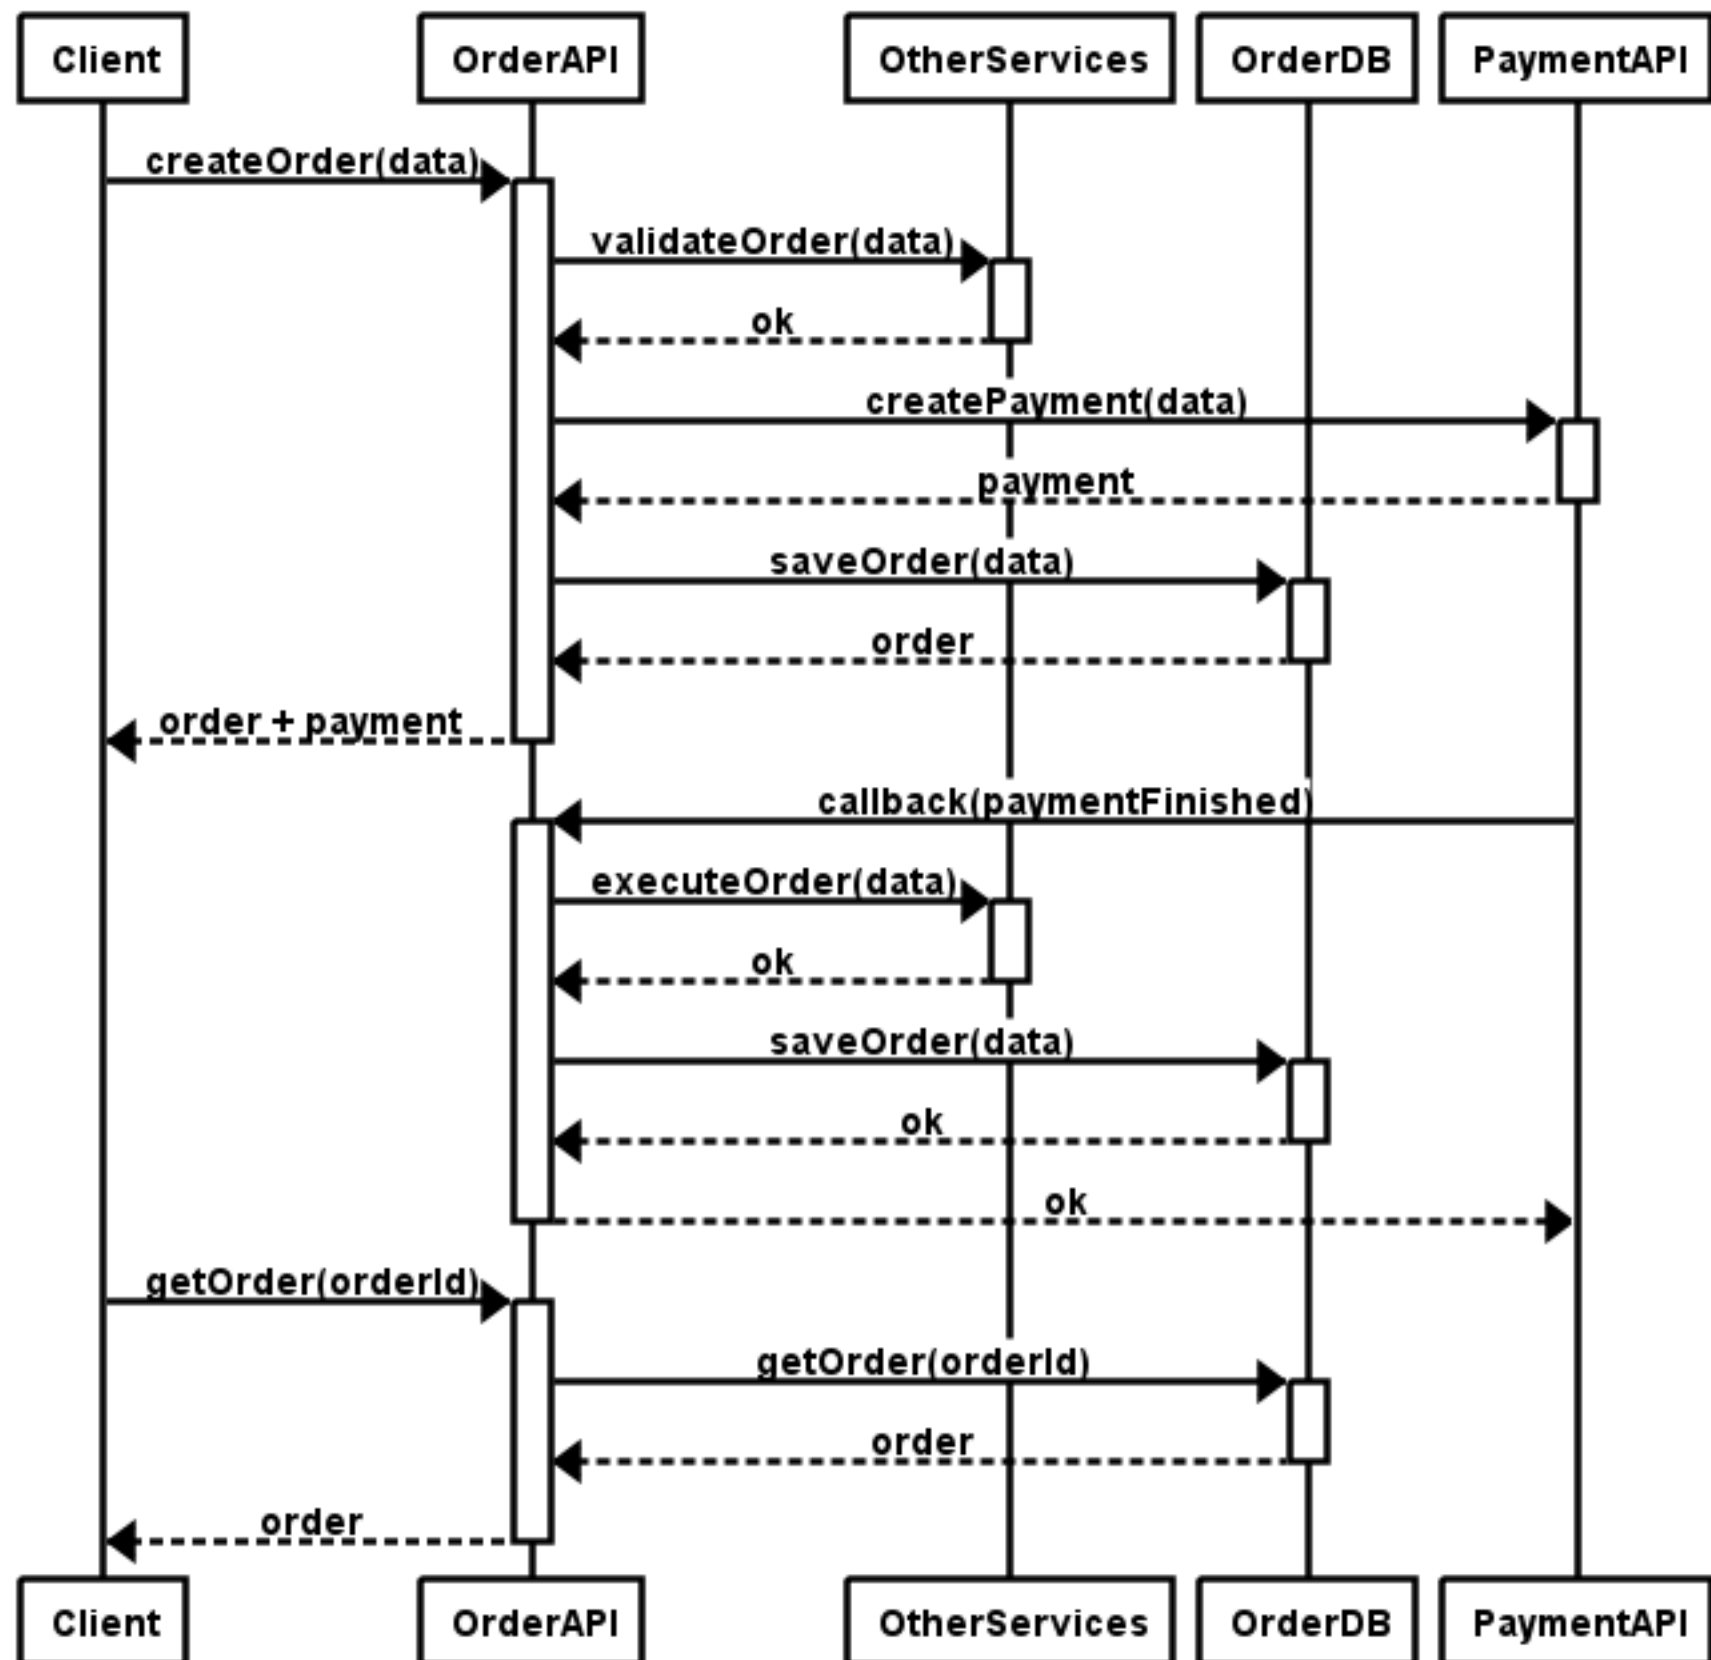 Client OrderAPI OtherServices OrderDB PaymentAPI
createOrder(data)
validateOrder(data)
ok
createPayment(data)
payment
saveOrder(data)
order
order + payment
callback(paymentFinished)
executeOrder(data)
ok
saveOrder(data)
ok
ok
getOrder(orderId)
getOrder(orderId)
order
order
Client OrderAPI OtherServices OrderDB PaymentAPI